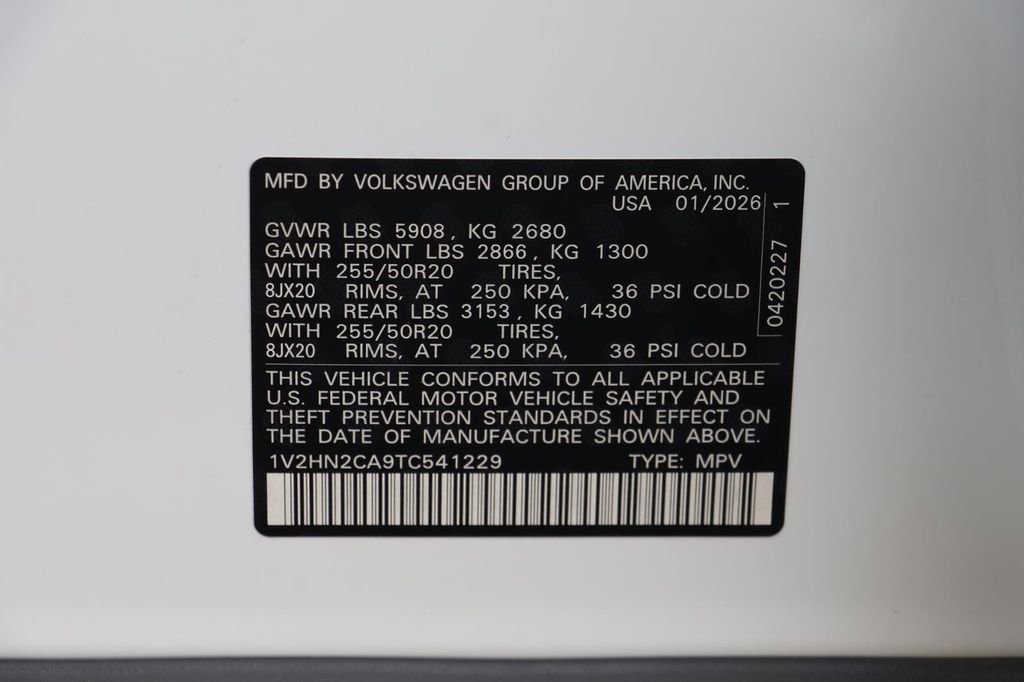 MFD BY VOLKSWAGEN GROUP OF AMERICA, INC.
USA 01/2026
GVWR LBS 5908, KG 2680
GAWR FRONT LBS 2866, KG 1300
WITH 255/50R20 TIRES,
8JX20 RIMS, AT 250 KPA, 36 PSI COLD
GAWR REAR LBS 3153, KG 1430
WITH 255/50R20 TIRES,
8JX20 RIMS, AT 250 KPA, 36 PSI COLD
0420227 1
THIS VEHICLE CONFORMS TO ALL APPLICABLE
U.S. FEDERAL MOTOR VEHICLE SAFETY AND
THEFT PREVENTION STANDARDS IN EFFECT ON
THE DATE OF MANUFACTURE SHOWN ABOVE.
1V2HN2CA9TC541229 TYPE: MPV